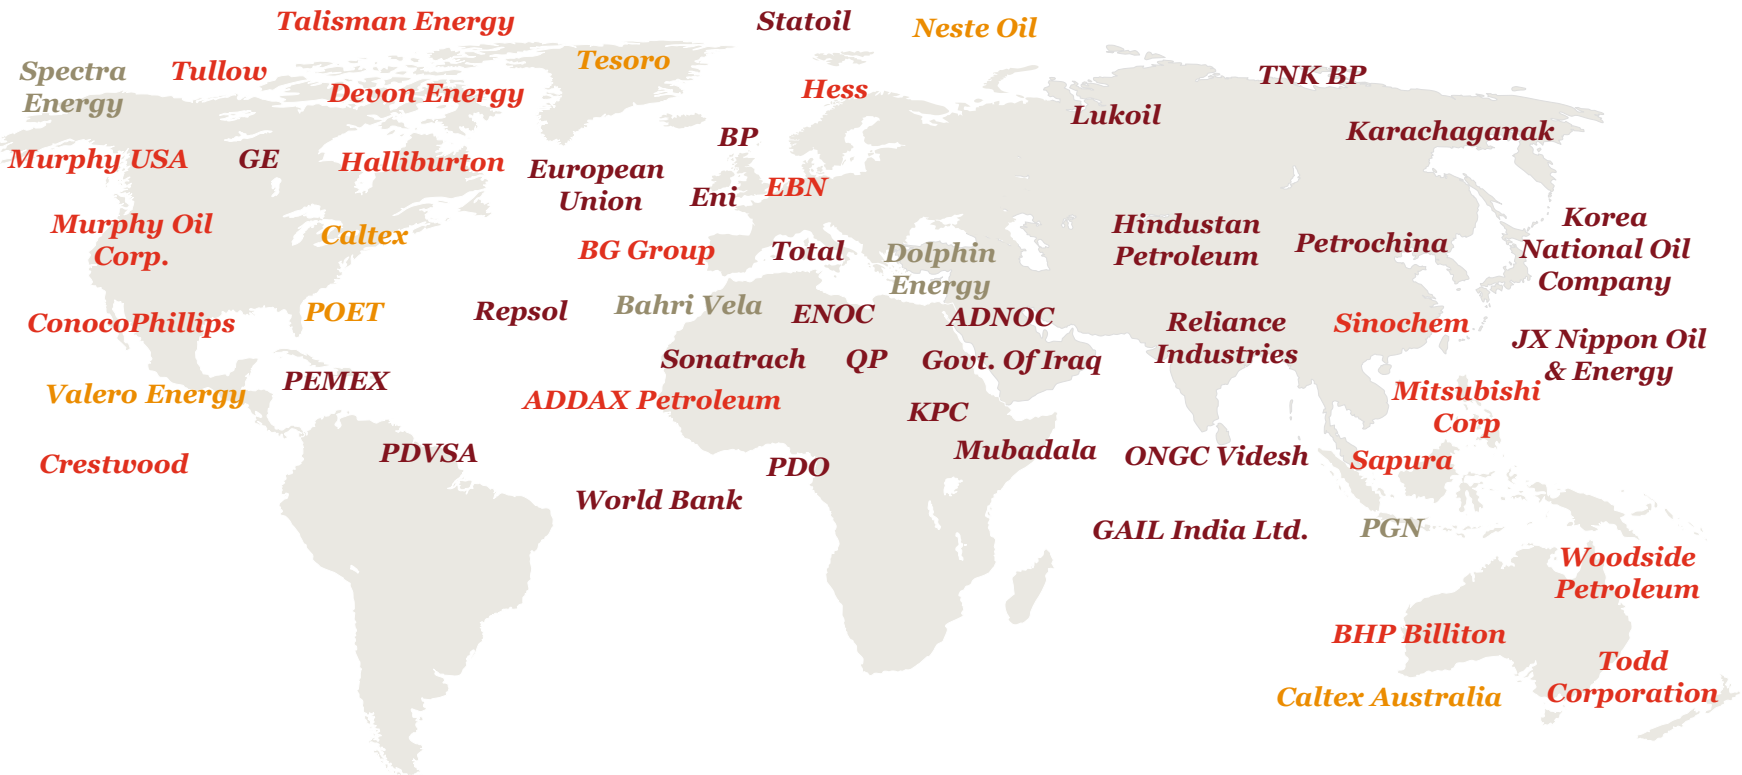 Talisman Energy
Statoil
Neste Oil
Tesoro
Spectra
Energy
Tullow
Devon Energy
Hess
TNK BP
Lukoil
Karachaganak
BP
Murphy USA
GE
Halliburton
European
Union
Eni
EBN
Murphy Oil
Corp.
Caltex
BG Group
Total
Dolphin
Energy
Hindustan
Petroleum
Petrochina
Korea
National Oil
Company
ConocoPhillips
POET
Repsol
Bahri Vela
ENOC
ADNOC
Reliance
Industries
Sinochem
JX Nippon Oil
& Energy
Sonatrach
QP
Govt. Of Iraq
Valero Energy
PEMEX
ADDAX Petroleum
KPC
Mitsubishi
Corp
Crestwood
PDVSA
PDO
Mubadala
ONGC Videsh
Sapura
World Bank
GAIL India Ltd.
PGN
Woodside
Petroleum
BHP Billiton
Todd
Corporation
Caltex Australia